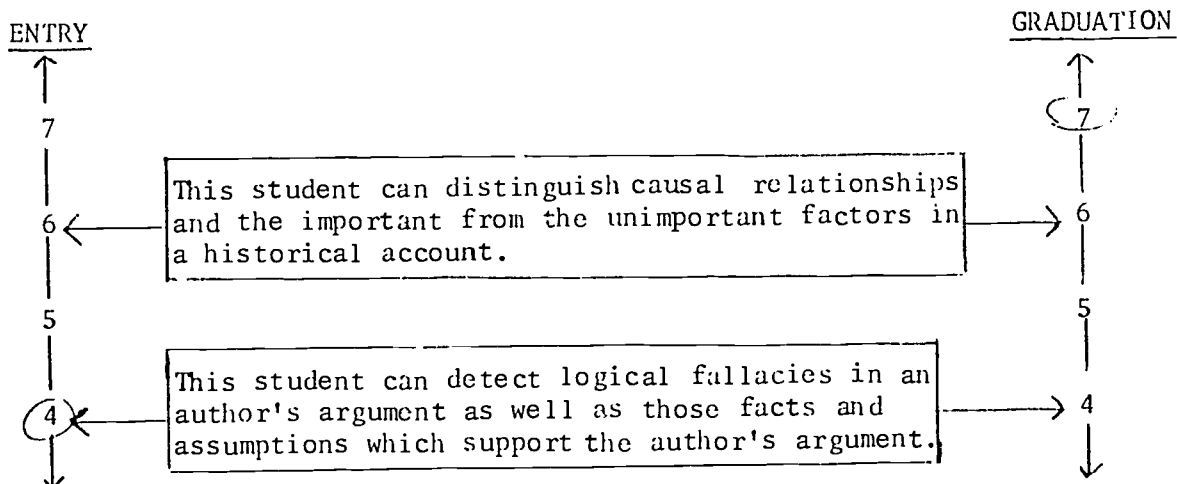 ENTRY
GRADUATION
7
7
This student can distinguish causal relationships
and the important from the unimportant factors in
a historical account.
6
6
5
5
This student can detect logical fallacies in an
author's argument as well as those facts and
assumptions which support the author's argument.
4
4